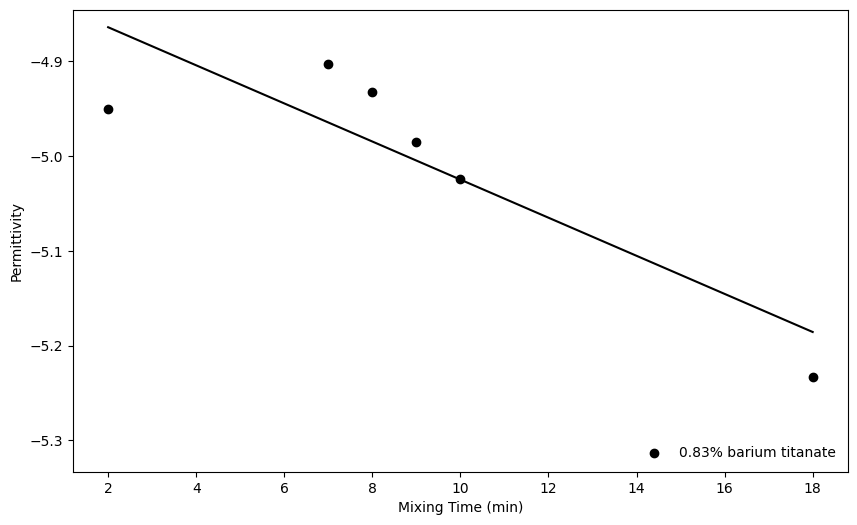 −4.9
−5.0
−5.1
−5.2
−5.3
Permittivity
2 4 6 8 10 12 14 16 18
Mixing Time (min)
0.83% barium titanate